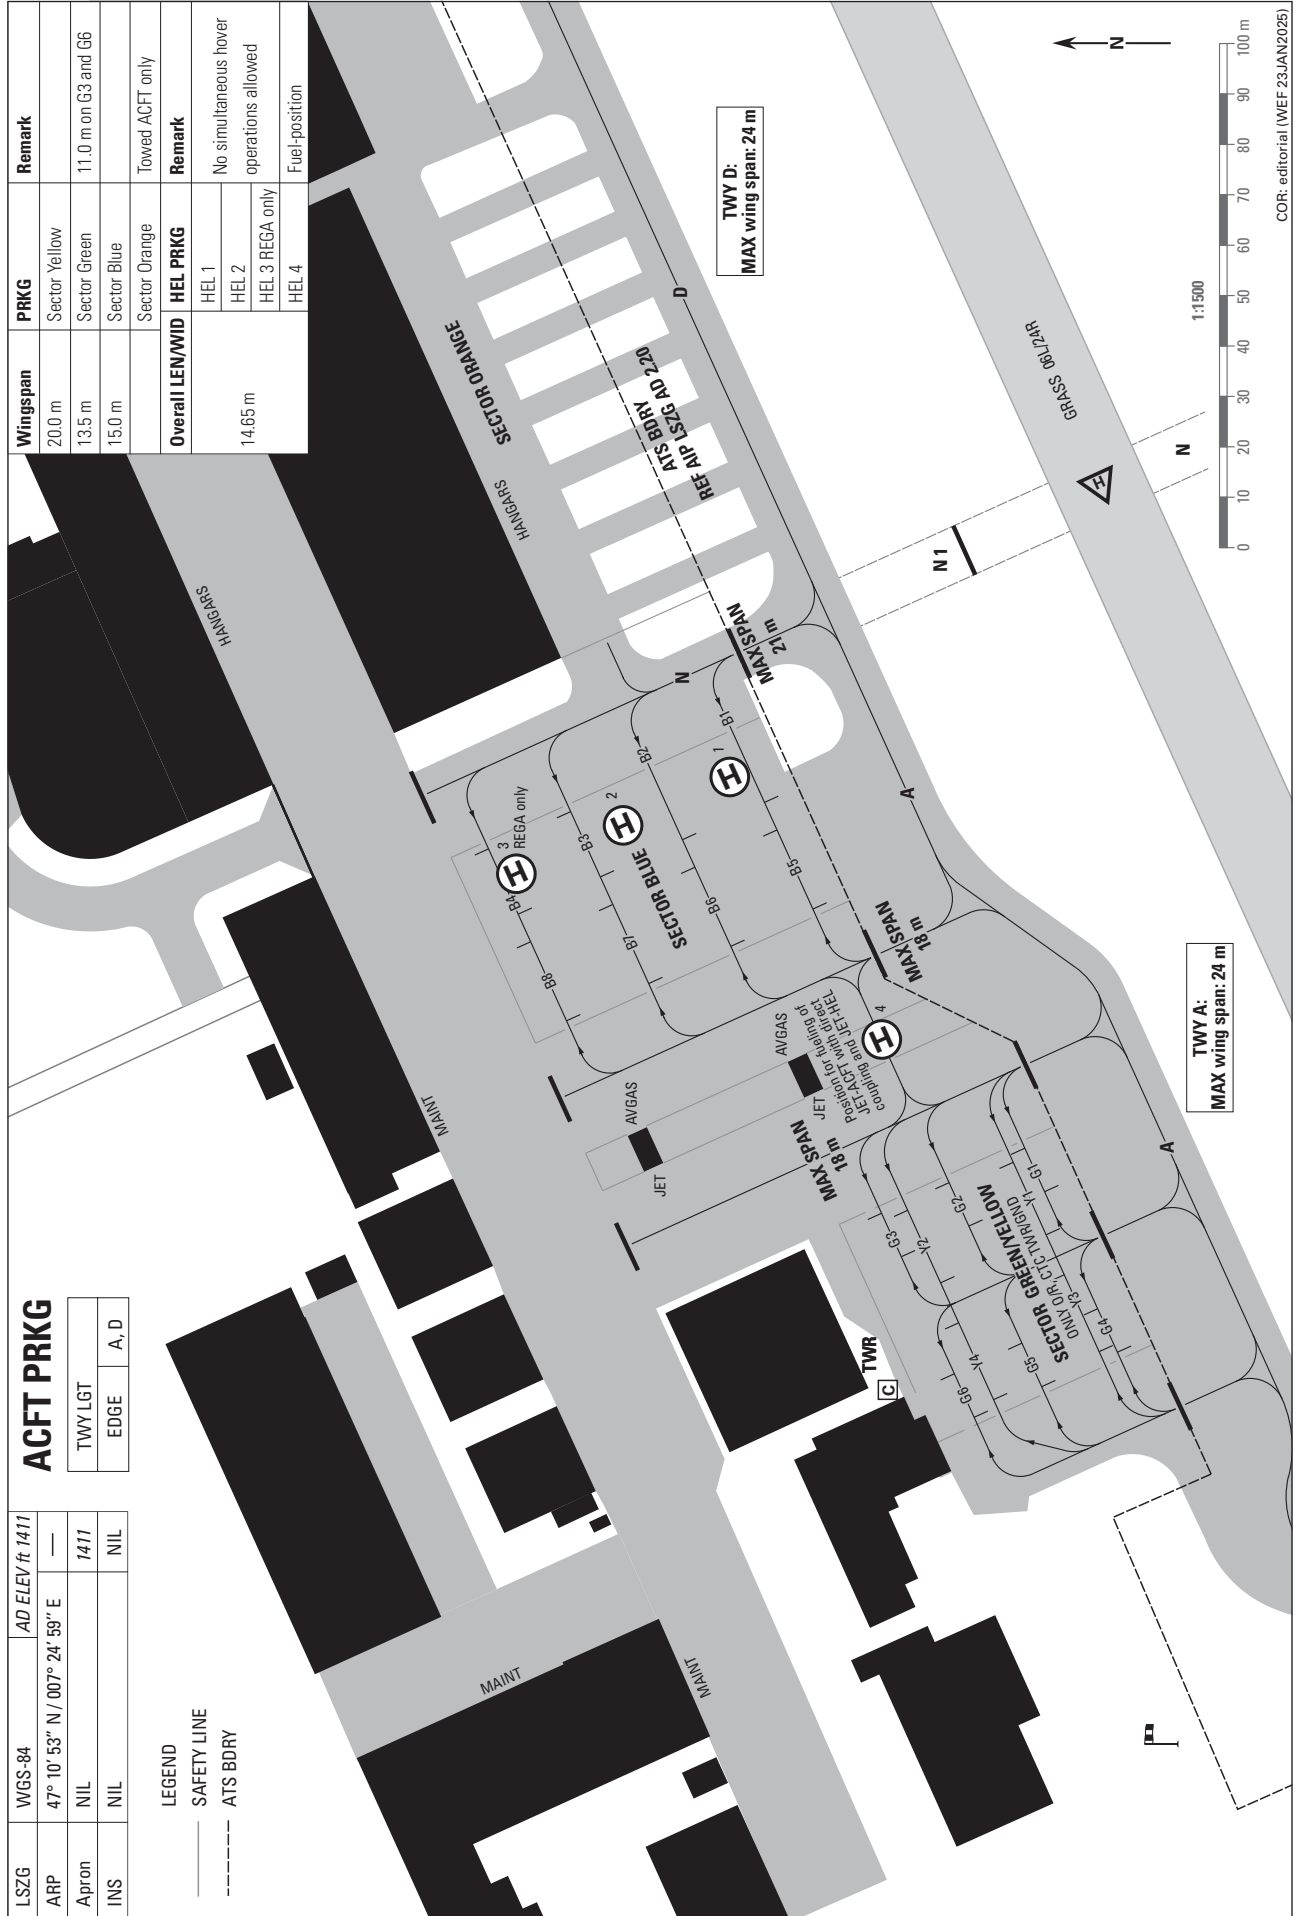 LSZG WGS-84 AD ELEV ft 1411
ARP 47° 10' 53" N / 007° 24' 59" E —
Apron NIL 1411
INS NIL NIL
ACFT PRKG
TWY LGT
EDGE A, D
Wingspan PRKG Remark
20.0 m Sector Yellow
13.5 m Sector Green 11.0 m on G3 and G6
15.0 m Sector Blue
Sector Orange Towed ACFT only
Overall LEN/WID HEL PRKG Remark
14.65 m
HEL 1
HEL 2
HEL 3 REGA only
HEL 4
No simultaneous hover
operations allowed
Fuel-position
LEGEND
SAFETY LINE
ATS BDRY
MAINT
MAINT
MAINT
HANGARS
HANGARS
SECTOR ORANGE
ATS BDRY
REF AIP LSZG AD 2.20
D
TWY D:
MAX wing span: 24 m
JET
AVGAS
JET
AVGAS
Position for fueling of
JET-ACFT with direct
coupling and JET-HEL
H 4
MAX SPAN
18 m
3
H REGA only
B4
B8
B3
B7
H 2
SECTOR BLUE
B2
B6
H 1
B1
B5
N
MAX SPAN
21 m
MAX SPAN
18 m
TWR
C
G3
Y2
G2
Y1
G1
G6
Y4
G5
Y3
G4
SECTOR GREEN/YELLOW
ONLY O/R, CTC TWR/GND
A
A
TWY A:
MAX wing span: 24 m
N1
N
H
GRASS 06L/24R
N
1:1500
0 10 20 30 40 50 60 70 80 90 100 m
COR: editorial (WEF 23JAN2025)